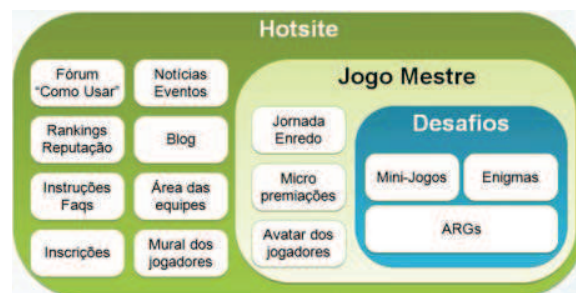 Hotsite
Fórum
“Como Usar”
Notícias
Eventos
Rankings
Reputação
Blog
Instruções
Faqs
Área das
equipes
Inscrições
Mural dos
jogadores
Jogo Mestre
Jornada
Enredo
Micro
premiações
Avatar dos
jogadores
Desafios
Mini-Jogos
Enigmas
ARGs